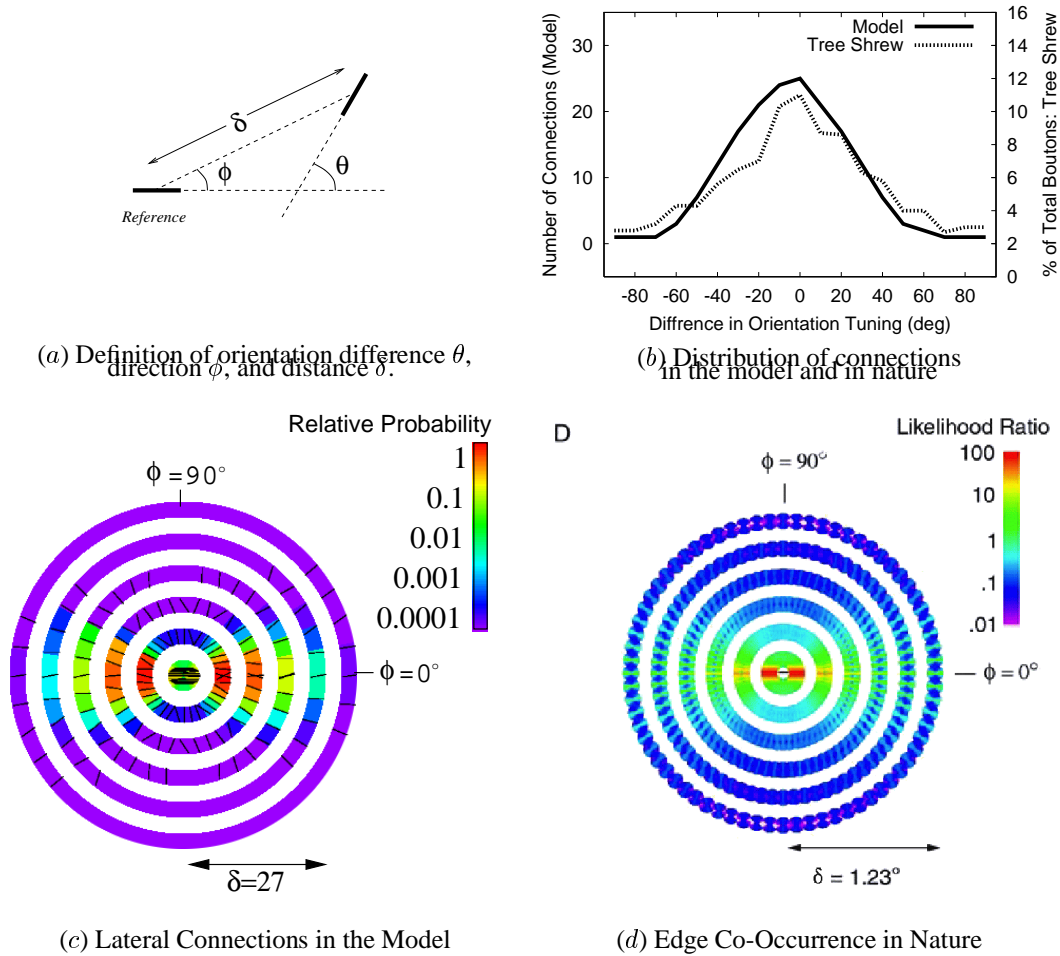 δ
ϕ
θ
Reference
(a) Definition of orientation difference θ,
direction ϕ, and distance δ.
Number of Connections (Model)
30
20
10
0
Model
Tree Shrew
16
14
12
10
8
6
4
2
0
% of Total Boutons: Tree Shrew
-80 -60 -40 -20 0 20 40 60 80
Diffrence in Orientation Tuning (deg)
(b) Distribution of connections
in the model and in nature
Relative Probability
1
0.1
0.01
0.001
0.0001
ϕ = 90°
ϕ = 0°
δ=27
(c) Lateral Connections in the Model
D
Likelihood Ratio
100
10
1
.1
.01
ϕ = 90°
ϕ = 0°
δ = 1.23°
(d) Edge Co-Occurrence in Nature